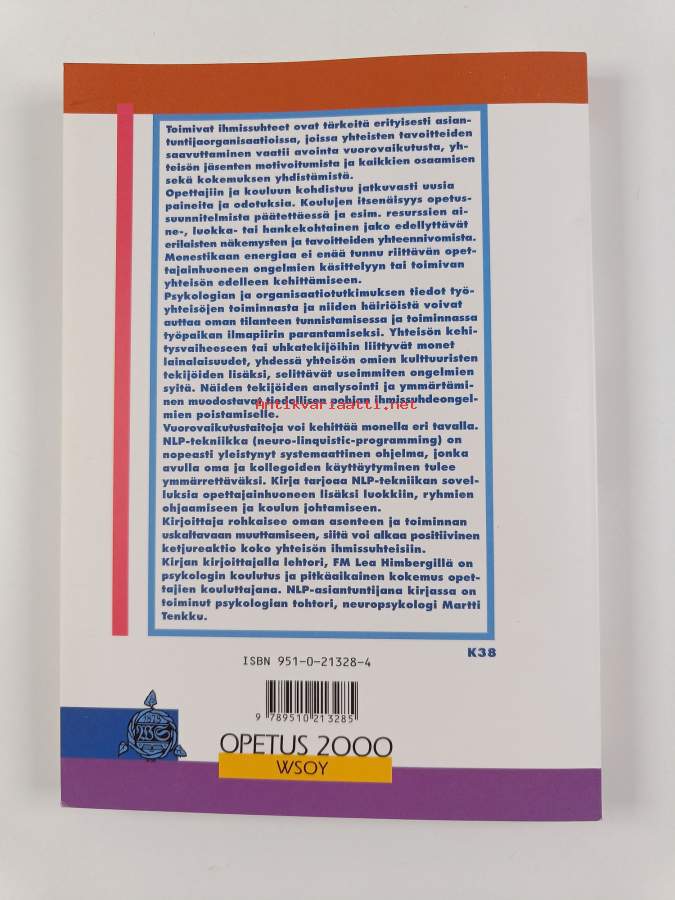 Toimivat ihmissuhteet ovat tärkeitä erityisesti asian-
tuntijaorganisaatioissa, joissa yhteisten tavoitteiden
saavuttaminen vaatii avointa vuorovaikutusta, yh-
teisön jäsenten motivoitumista ja kaikkien osaamisen
sekä kokemuksen yhdistämistä.
Opettajiin ja kouluun kohdistuu jatkuvasti uusia
paineita ja odotuksia. Koulujen itsenäisyys opetus-
suunnitelmista päätettäessä ja esim. resurssien ai-
ne-, luokka- tai hankekohtainen jako edellyttävät
erilaisten näkemysten ja tavoitteiden yhteennivomista.
Monestikaan energiaa ei enää tunnu riittävän opet-
tajainhuoneen ongelmien käsittelyyn tai toimivan
yhteisön edelleen kehittämiseen.
Psykologian ja organisaatiotutkimuksen tiedot työ-
yhteisöjen toiminnasta ja niiden häiriöistä voivat
auttaa oman tilanteen tunnistamisessa ja toiminnassa
työpaikan ilmapiirin parantamiseksi. Yhteisön kehi-
tysvaiheeseen tai uhkatekijöihin liittyvät monet
lainalaisuudet, yhdessä yhteisön omien kulttuuristen
tekijöiden lisäksi, selittävät useimmiten ongelmien
syitä. Näiden tekijöiden analysointi ja ymmärtämi-
nen muodostavat tiedollisen pohjan ihmissuhdeongel-
Antikvariaatti.net
mien poistamiselle.
Vuorovaikutustaitoja voi kehittää monella eri tavalla.
NLP-tekniikka (neuro-linquistic-programming) on
nopeasti yleistynyt systemaattinen ohjelma, jonka
avulla oma ja kollegoiden käyttäytyminen tulee
ymmärrettäväksi. Kirja tarjoaa NLP-tekniikan sovel-
luksia opettajainhuoneen lisäksi luokkiin, ryhmien
ohjaamiseen ja koulun johtamiseen.
Kirjoittaja rohkaisee oman asenteen ja toiminnan
uskaltavaan muuttamiseen, siitä voi alkaa positiivinen
ketjureaktio koko yhteisön ihmissuhteisiin.
Kirjan kirjoittajalla lehtori, FM Lea Himbergillä on
psykologin koulutus ja pitkäaikainen kokemus opet-
tajien kouluttajana. NLP-asiantuntijana kirjassa on
toiminut psykologian tohtori, neuropsykologi Martti
Tenkku.
K38
ISBN 951-0-21328-4
9 789510 213285
WS
OPETUS 2000
WSOY